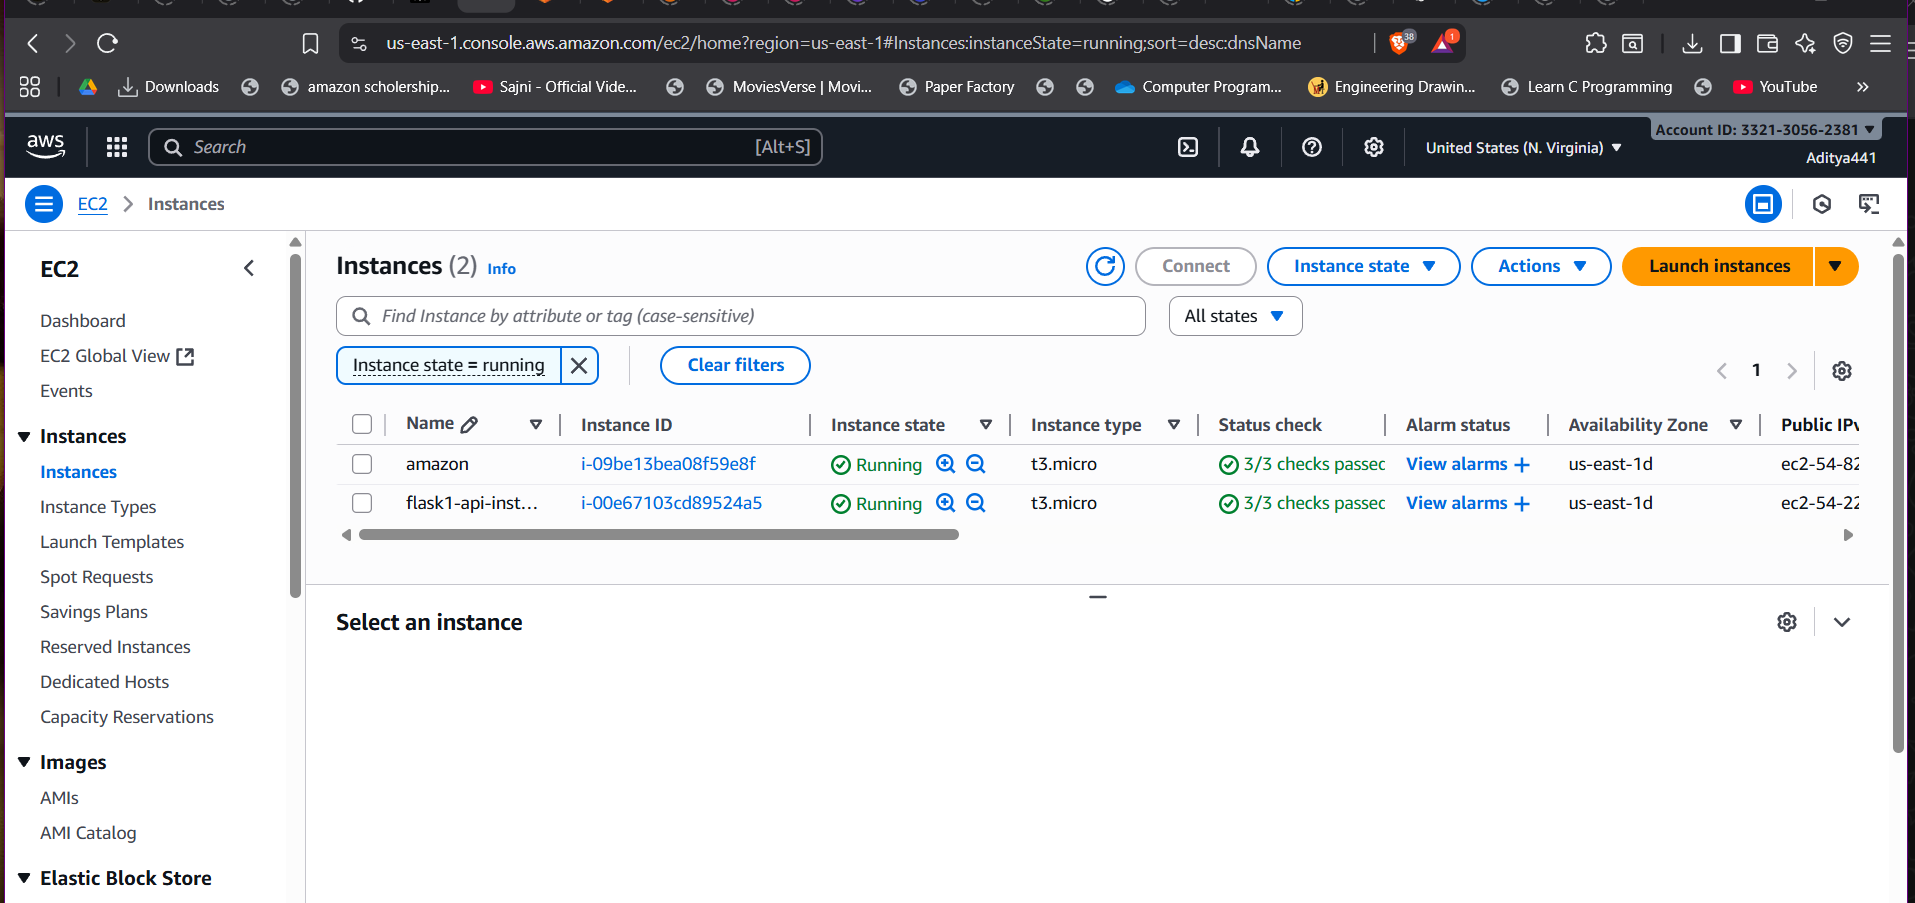 us-east-1.console.aws.amazon.com/ec2/home?region=us-east-1#Instances:instanceState=running;sort=desc:dnsName
38
1
Downloads
amazon scholership...
Sajni - Official Vide...
MoviesVerse | Movi...
Paper Factory
Computer Program...
Engineering Drawin...
Learn C Programming
YouTube
aws
Search
[Alt+S]
United States (N. Virginia)
Account ID: 3321-3056-2381
Aditya441
EC2
Instances
EC2
Dashboard
EC2 Global View
Events
Instances
Instances
Instance Types
Launch Templates
Spot Requests
Savings Plans
Reserved Instances
Dedicated Hosts
Capacity Reservations
Images
AMIs
AMI Catalog
Elastic Block Store
Instances (2) Info
Connect
Instance state
Actions
Launch instances
Find Instance by attribute or tag (case-sensitive)
All states
Instance state = running
Clear filters
1
Name Instance ID Instance state Instance type Status check Alarm status Availability Zone Public IPv
amazon i-09be13bea08f59e8f Running t3.micro 3/3 checks passed View alarms + us-east-1d ec2-54-82
flask1-api-inst... i-00e67103cd89524a5 Running t3.micro 3/3 checks passed View alarms + us-east-1d ec2-54-22
Select an instance